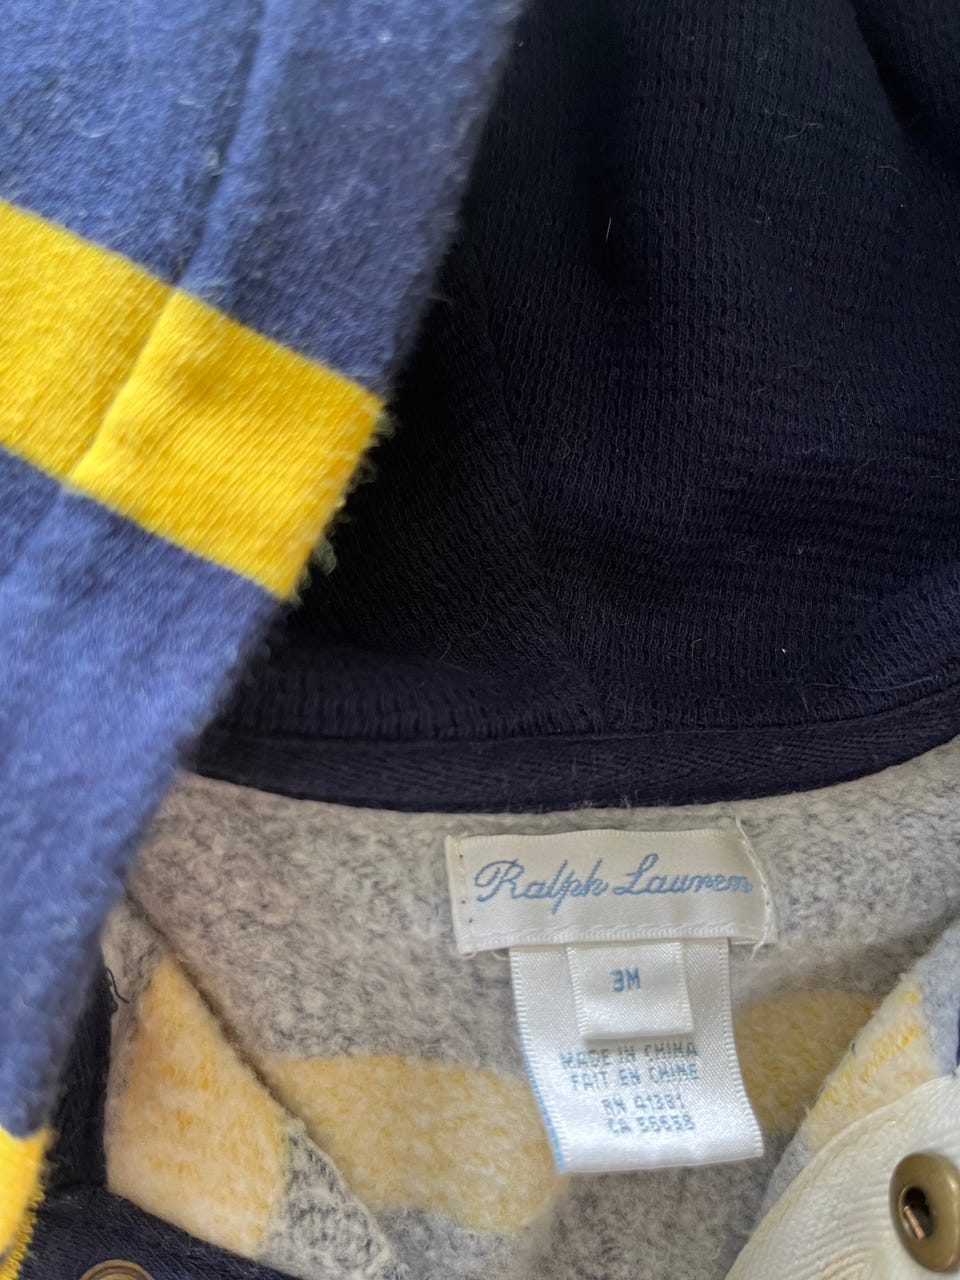 Ralph Lauren
3M
MADE IN CHINA
FAIT EN CHINE
RN 41381
CA 56658